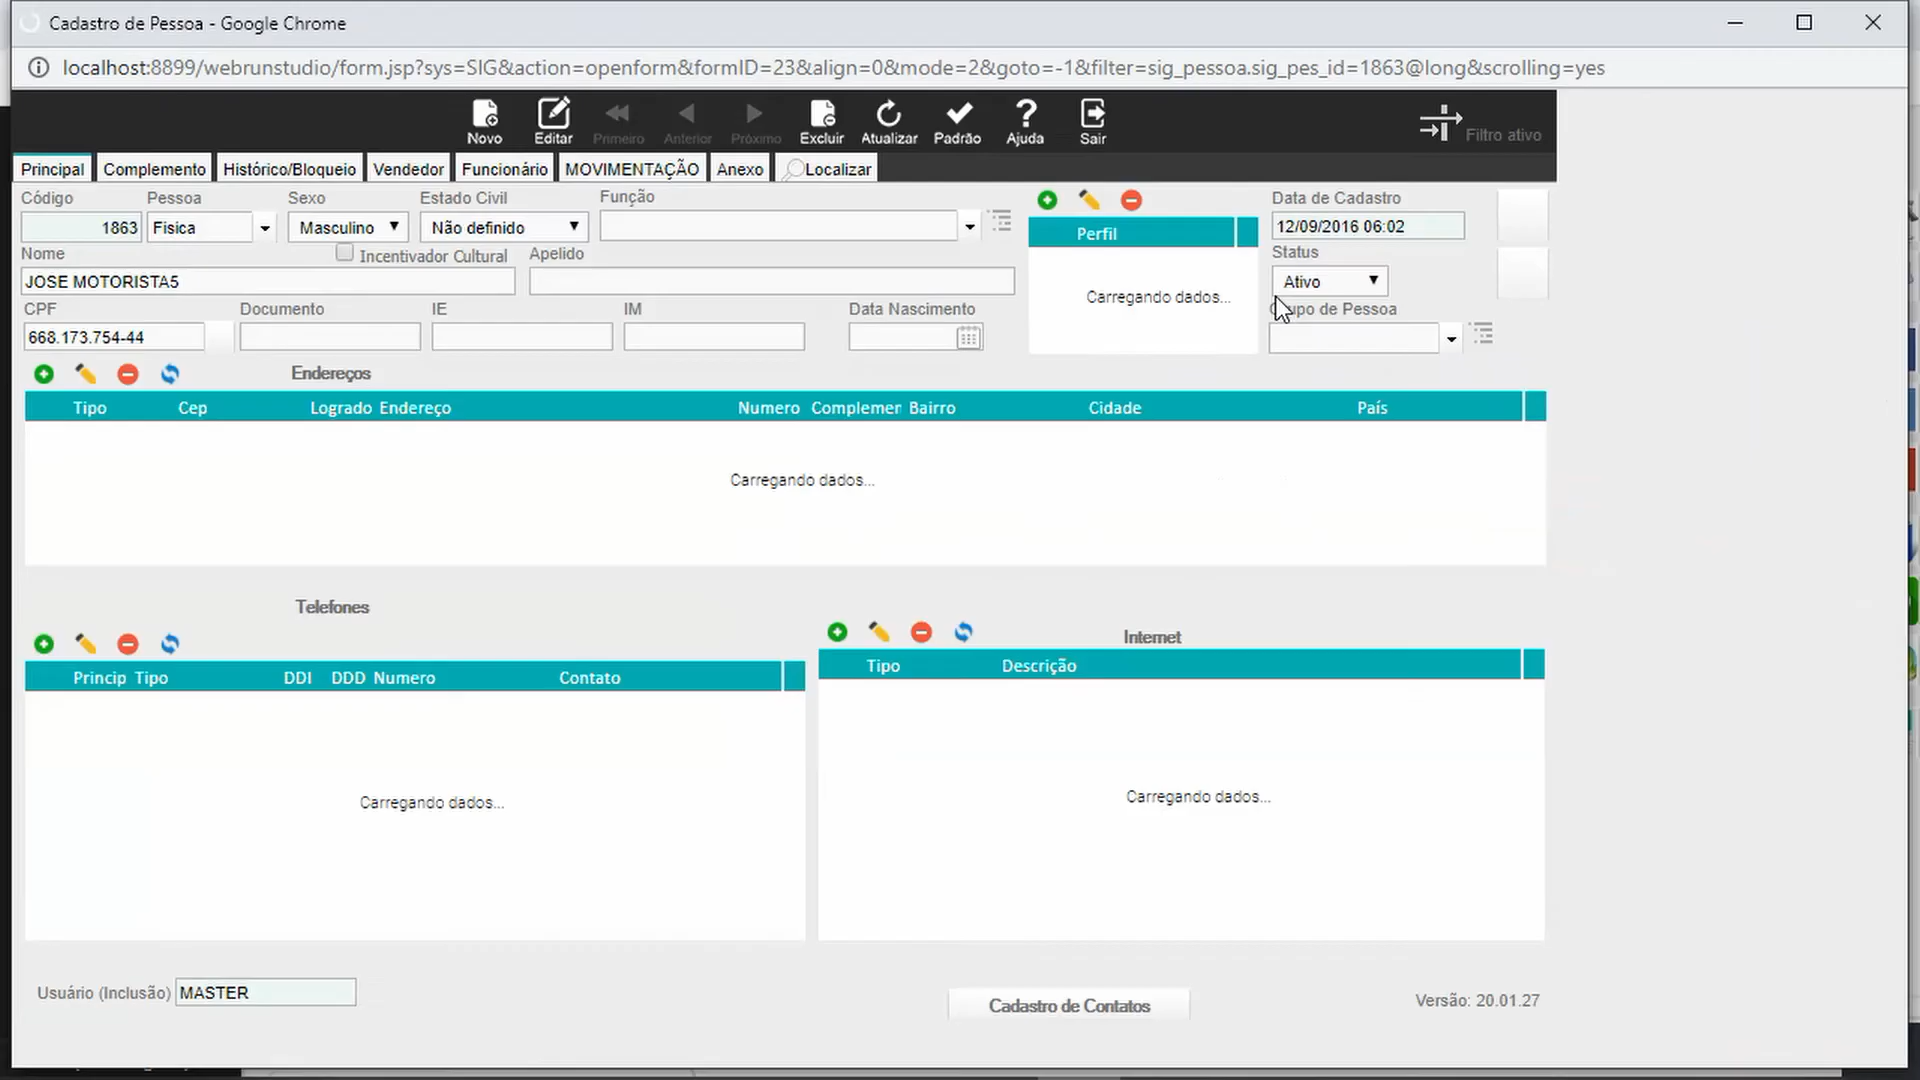 Cadastro de Pessoa - Google Chrome
localhost:8899/webrunstudio/form.jsp?sys=SIG&action=openform&formID=23&align=0&mode=2&goto=-1&filter=sig_pessoa.sig_pes_id=1863@long&scrolling=yes
Novo Editar Primeiro Anterior Próximo Excluir Atualizar Padrão Ajuda Sair Filtro ativo
Principal Complemento Histórico/Bloqueio Vendedor Funcionário MOVIMENTAÇÃO Anexo Localizar
Código Pessoa Sexo Estado Civil Função Data de Cadastro
1863 Fisica Masculino Não definido Perfil 12/09/2016 06:02
Nome Incentivador Cultural Apelido Status
JOSE MOTORISTA5 Carregando dados... Ativo
CPF Documento IE IM Data Nascimento de Pessoa
668.173.754-44
Endereços
Tipo Cep Logrado Endereço Numero Complemen Bairro Cidade País
Carregando dados...
Telefones
Internet
Princip Tipo DDI DDD Numero Contato
Tipo Descrição
Carregando dados...
Carregando dados...
Usuário (Inclusão) MASTER
Cadastro de Contatos
Versão: 20.01.27